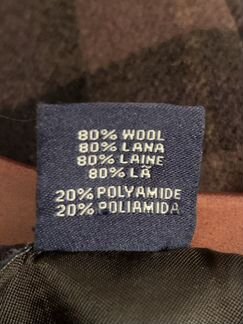 80% WOOL
80% LANA
80% LAINE
80% LÃ
20% POLYAMIDE
20% POLIAMIDA